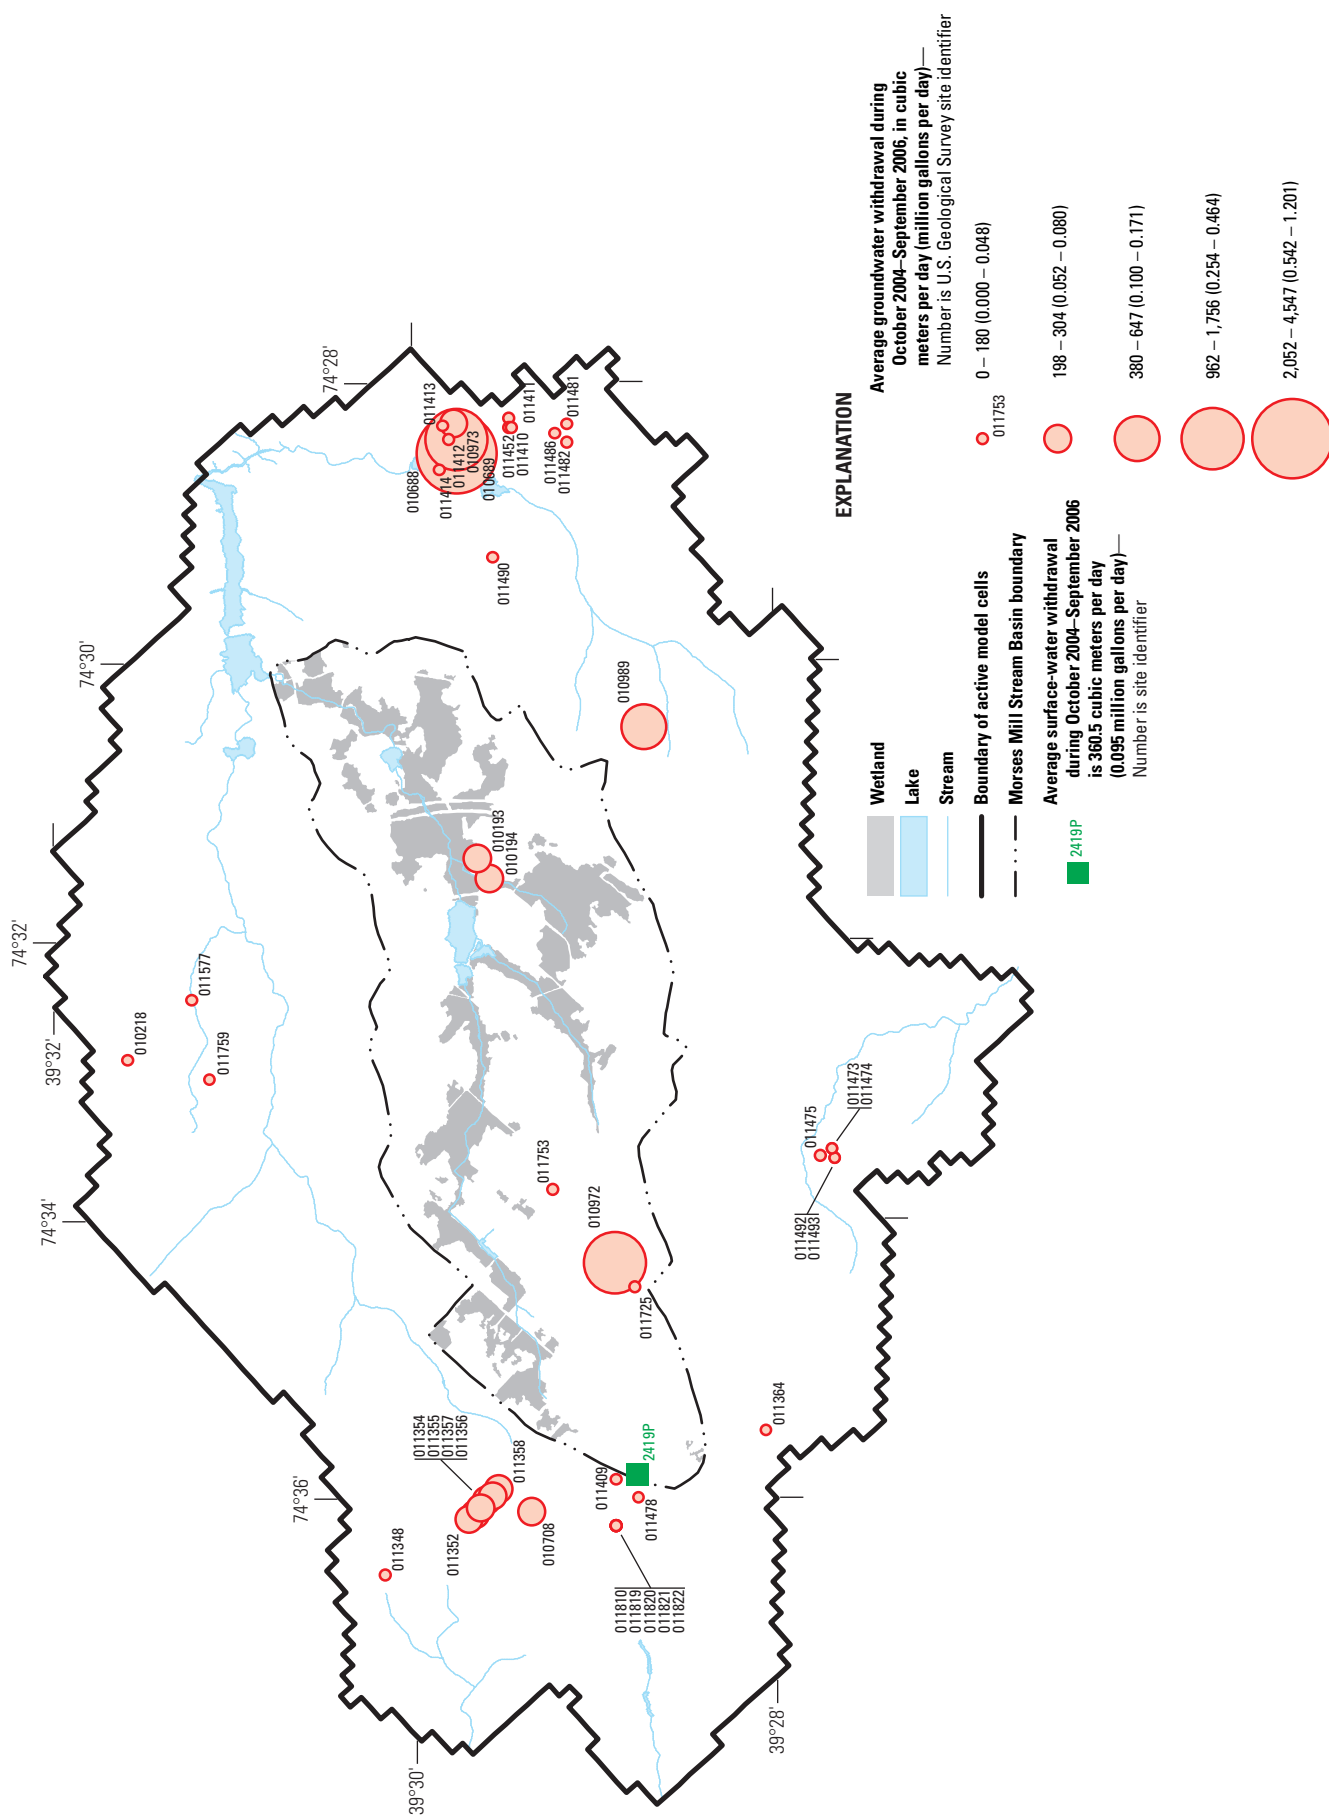 74°28'
74°30'
74°32'
39°32'
74°34'
74°36'
39°30'
39°28'
010218
011577
011759
011348
011354
011355
011357
011356
011358
011352
010708
011409
2419P
011478
011810
011819
011820
011821
011822
011364
011725
010972
011753
010193
010194
010989
011490
010688
011414
011412
010973
010689
011413
011452
011410
011411
011486
011482
011481
011475
011473
011474
011492
011493
EXPLANATION
Wetland
Lake
Stream
Boundary of active model cells
Morses Mill Stream Basin boundary
2419P
Average surface-water withdrawal
during October 2004–September 2006
is 360.5 cubic meters per day
(0.095 million gallons per day)—
Number is site identifier
Average groundwater withdrawal during
October 2004–September 2006, in cubic
meters per day (million gallons per day)—
Number is U.S. Geological Survey site identifier
011753
0 – 180 (0.000 – 0.048)
198 – 304 (0.052 – 0.080)
380 – 647 (0.100 – 0.171)
962 – 1,756 (0.254 – 0.464)
2,052 – 4,547 (0.542 – 1.201)